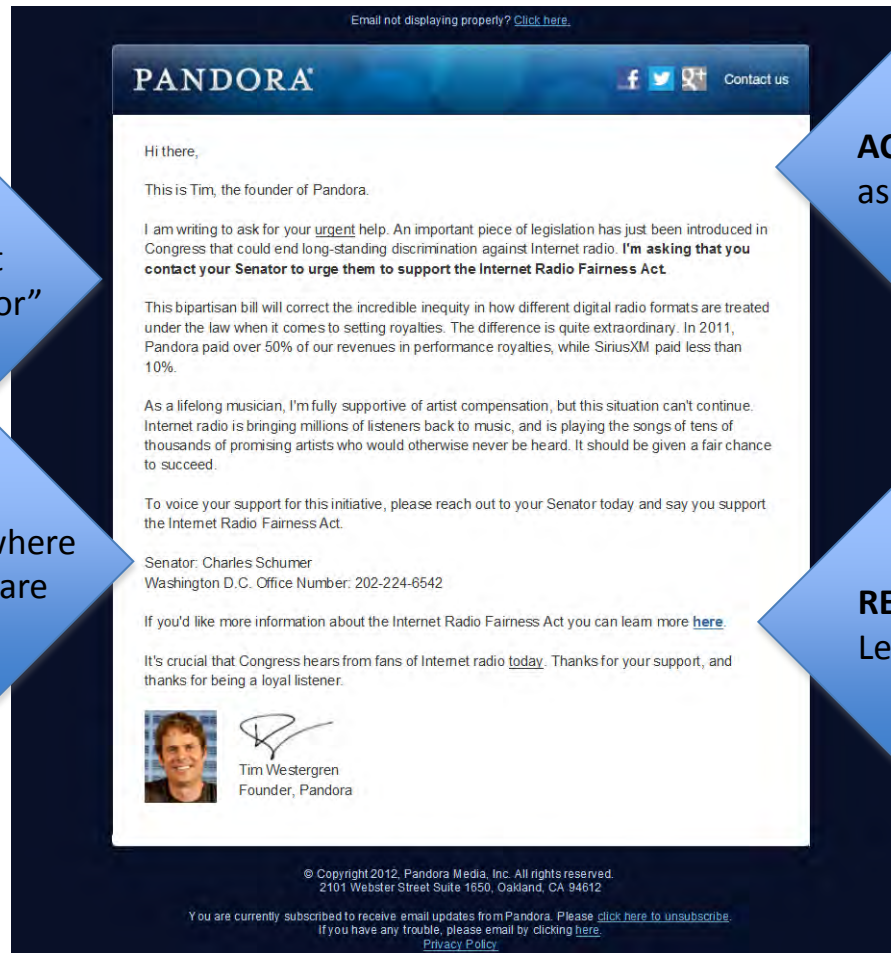 Email not displaying properly? Click here.
PANDORA
Contact us
Hi there,
This is Tim, the founder of Pandora.
I am writing to ask for your urgent help. An important piece of legislation has just been introduced in
Congress that could end long-standing discrimination against Internet radio. I'm asking that you
contact your Senator to urge them to support the Internet Radio Fairness Act.
This bipartisan bill will correct the incredible inequity in how different digital radio formats are treated
under the law when it comes to setting royalties. The difference is quite extraordinary. In 2011,
Pandora paid over 50% of our revenues in performance royalties, while SiriusXM paid less than
10%.
As a lifelong musician, I'm fully supportive of artist compensation, but this situation can't continue.
Internet radio is bringing millions of listeners back to music, and is playing the songs of tens of
thousands of promising artists who would otherwise never be heard. It should be given a fair chance
to succeed.
To voice your support for this initiative, please reach out to your Senator today and say you support
the Internet Radio Fairness Act.
Senator: Charles Schumer
Washington D.C. Office Number: 202-224-6542
If you'd like more information about the Internet Radio Fairness Act you can learn more here.
It's crucial that Congress hears from fans of Internet radio today. Thanks for your support, and
thanks for being a loyal listener.
Tim Westergren
Founder, Pandora
© Copyright 2012, Pandora Media, Inc. All rights reserved.
2101 Webster Street Suite 1650, Oakland, CA 94612
You are currently subscribed to receive email updates from Pandora. Please click here to unsubscribe.
If you have any trouble, please email by clicking here.
Privacy Policy
or"
are
as